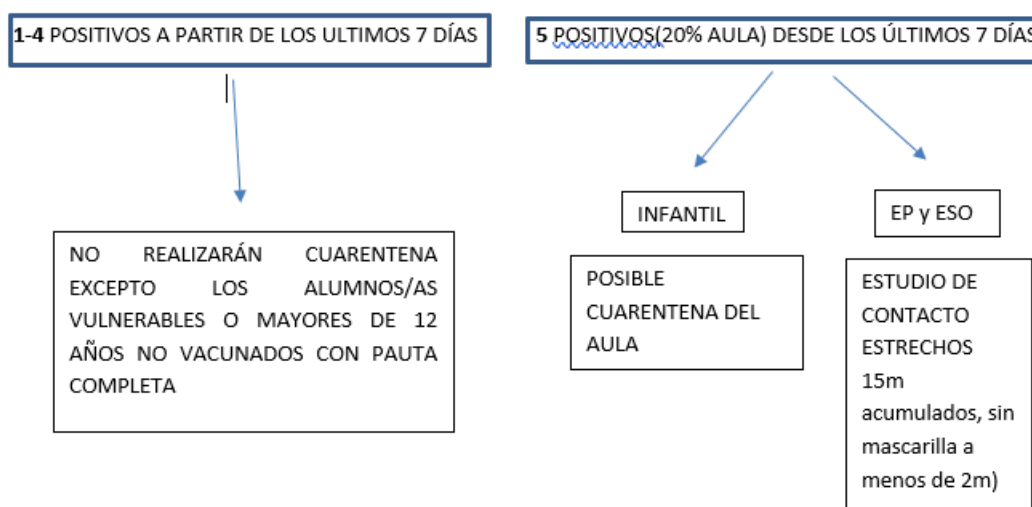 1-4 POSITIVOS A PARTIR DE LOS ULTIMOS 7 DÍAS
5 POSITIVOS(20% AULA) DESDE LOS ÚLTIMOS 7 DÍAS
NO REALIZARÁN CUARENTENA
EXCEPTO LOS ALUMNOS/AS
VULNERABLES O MAYORES DE 12
AÑOS NO VACUNADOS CON PAUTA
COMPLETA
INFANTIL
POSIBLE
CUARENTENA DEL
AULA
EP y ESO
ESTUDIO DE
CONTACTO
ESTRECHOS
15m
acumulados, sin
mascarilla a
menos de 2m)